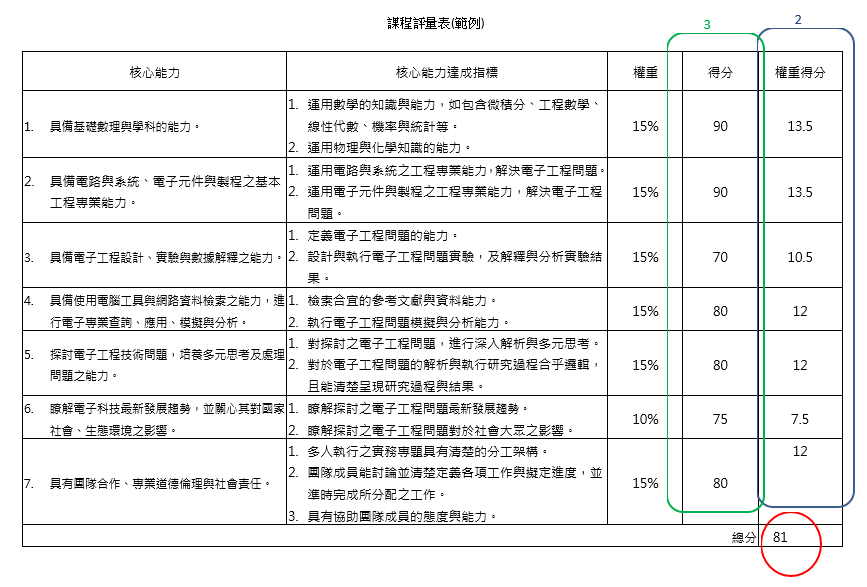 課程評量表(範例)
3
2
核心能力
核心能力達成指標
權重
得分
權重得分
1. 具備基礎數理與學科的能力。
1. 運用數學的知識與能力，如包含微積分、工程數學、
線性代數、機率與統計等。
2. 運用物理與化學知識的能力。
15%
90
13.5
2. 具備電路與系統、電子元件與製程之基本
工程專業能力。
1. 運用電路與系統之工程專業能力，解決電子工程問題。
2. 運用電子元件與製程之工程專業能力，解決電子工程
問題。
15%
90
13.5
3. 具備電子工程設計、實驗與數據解釋之能力。
1. 定義電子工程問題的能力。
2. 設計與執行電子工程問題實驗，及解釋與分析實驗結
果。
15%
70
10.5
4. 具備使用電腦工具與網路資料檢索之能力，進
行電子專業查詢、應用、模擬與分析。
1. 檢索合宜的參考文獻與資料能力。
2. 執行電子工程問題模擬與分析能力。
15%
80
12
5. 探討電子工程技術問題，培養多元思考及處理
問題之能力。
1. 對探討之電子工程問題，進行深入解析與多元思考。
2. 對於電子工程問題的解析與執行研究過程合乎邏輯，
且能清楚呈現研究過程與結果。
15%
80
12
6. 瞭解電子科技最新發展趨勢，並關心其對國家
社會、生態環境之影響。
1. 瞭解探討之電子工程問題最新發展趨勢。
2. 瞭解探討之電子工程問題對於社會大眾之影響。
10%
75
7.5
7. 具有團隊合作、專業道德倫理與社會責任。
1. 多人執行之實務專題具有清楚的分工架構。
2. 團隊成員能討論並清楚定義各項工作與擬定進度，並
準時完成所分配之工作。
3. 具有協助團隊成員的態度與能力。
15%
80
12
總分
81